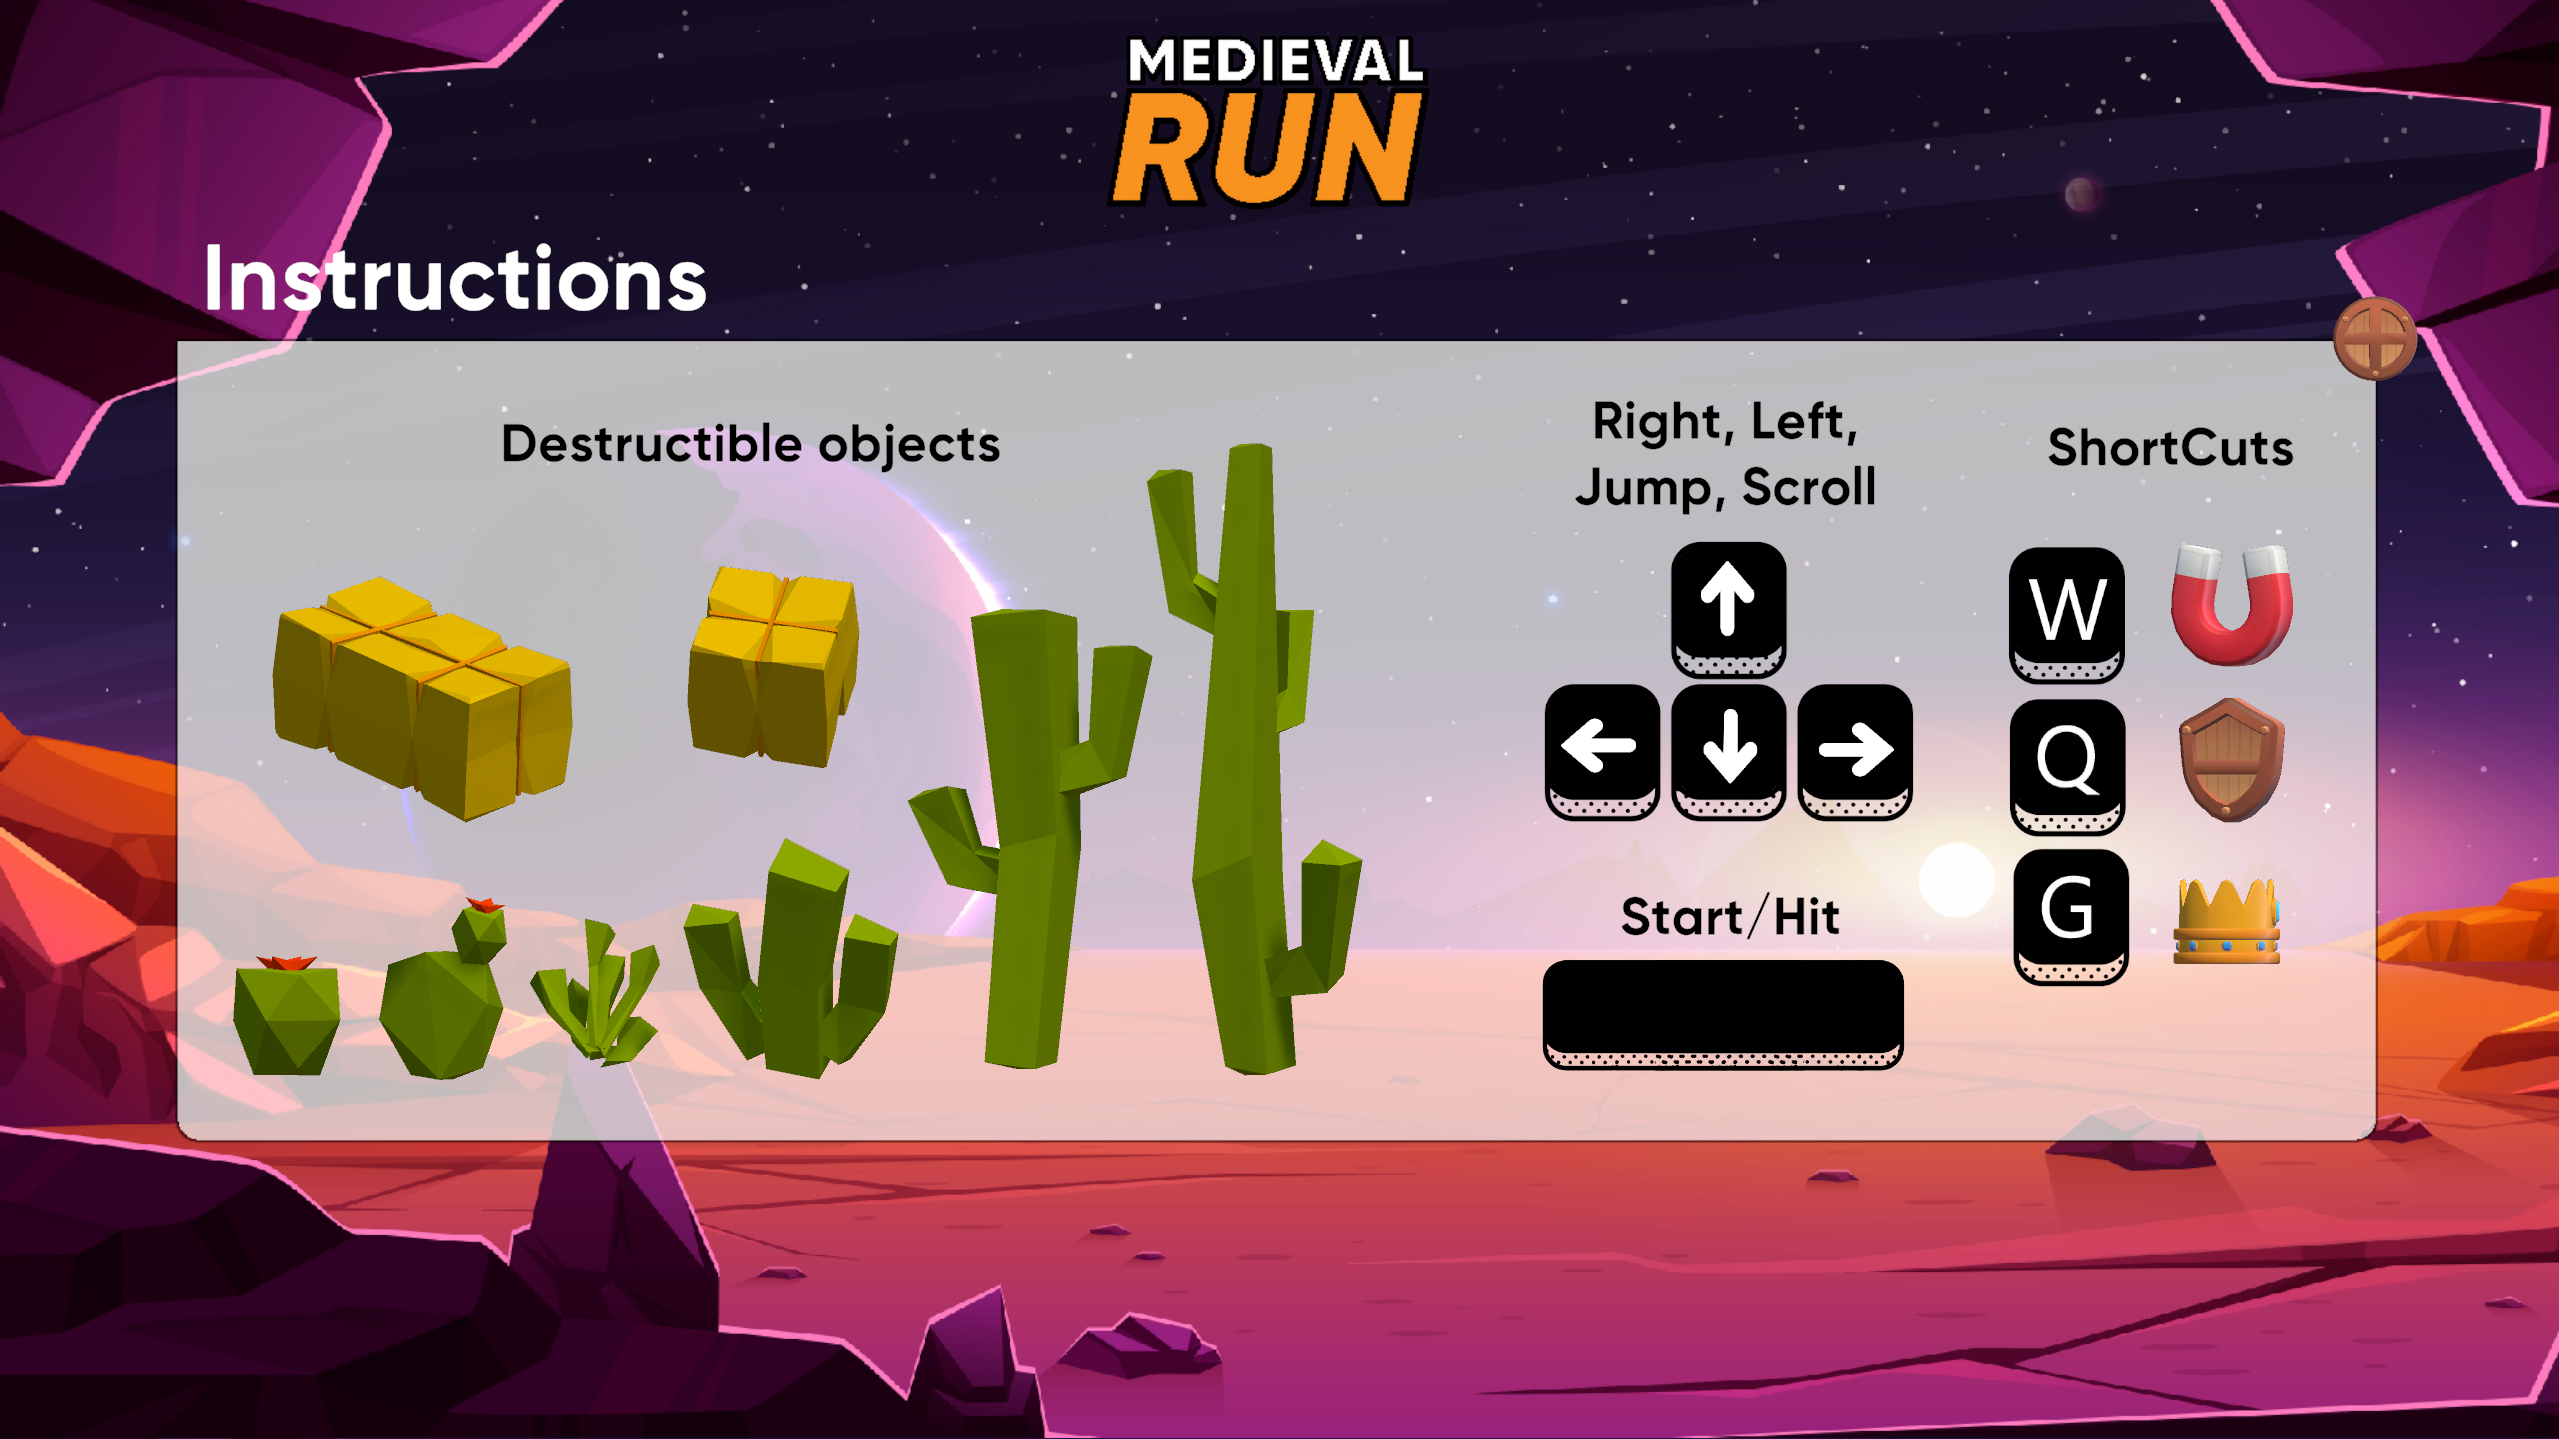 MEDIEVAL
RUN
Instructions
Destructible objects
Right, Left,
Jump, Scroll
ShortCuts
W
Q
G
Start/Hit